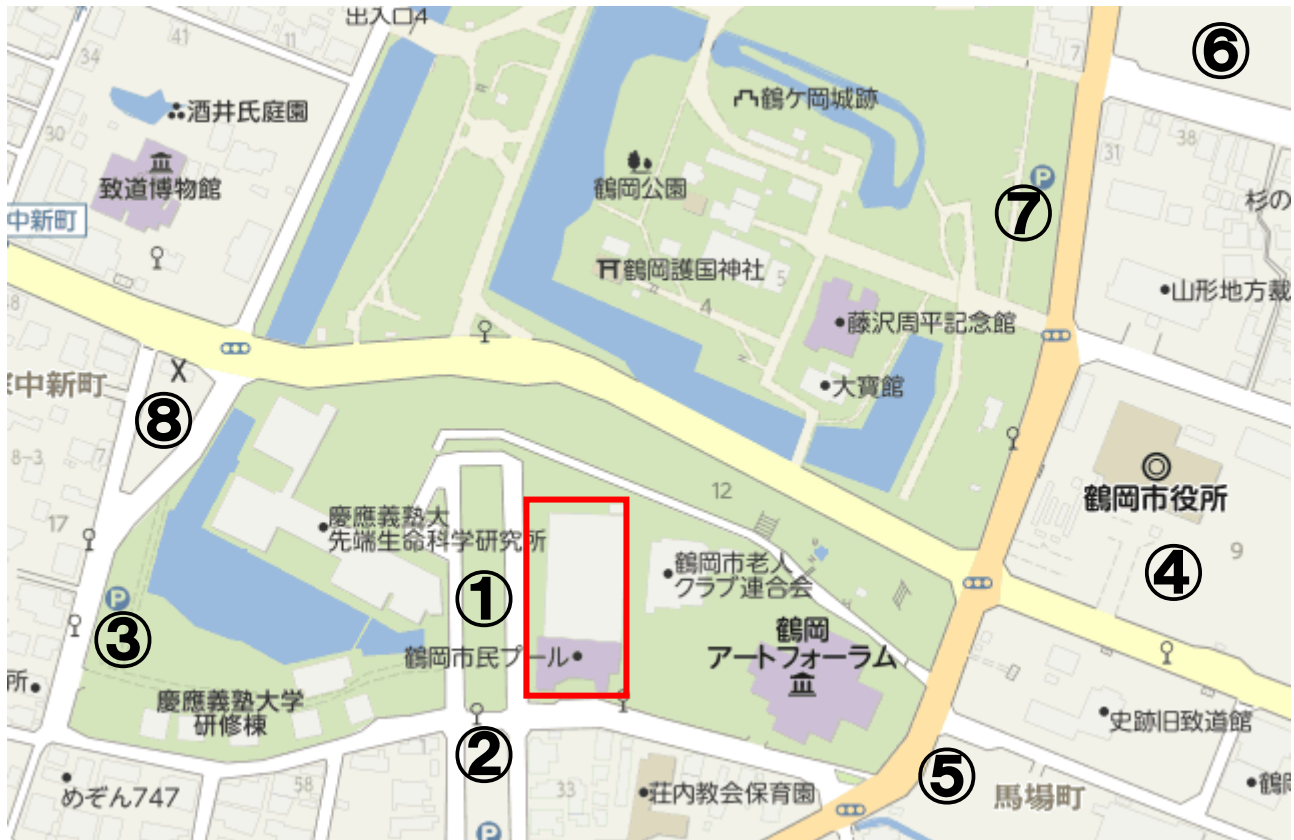 出入口4
41
11
34
酒井氏庭園
30
致道博物館
中新町
鶴ケ岡城跡
鶴岡公園
鶴岡護国神社
5
4
藤沢周平記念館
大寶館
7
⑥
38
31
P
⑦
杉の
山形地方裁
中新町
⑧
8-3
7
17
慶應義塾大
先端生命科学研究所
12
鶴岡市役所
9
④
①
鶴岡市老人
クラブ連合会
P
③
鶴岡市民プール
鶴岡
アートフォーラム
所
慶應義塾大学
研修棟
②
史跡旧致道館
⑤
馬場町
鶴岡
めぞん747
58
33
荘内教会保育園
P